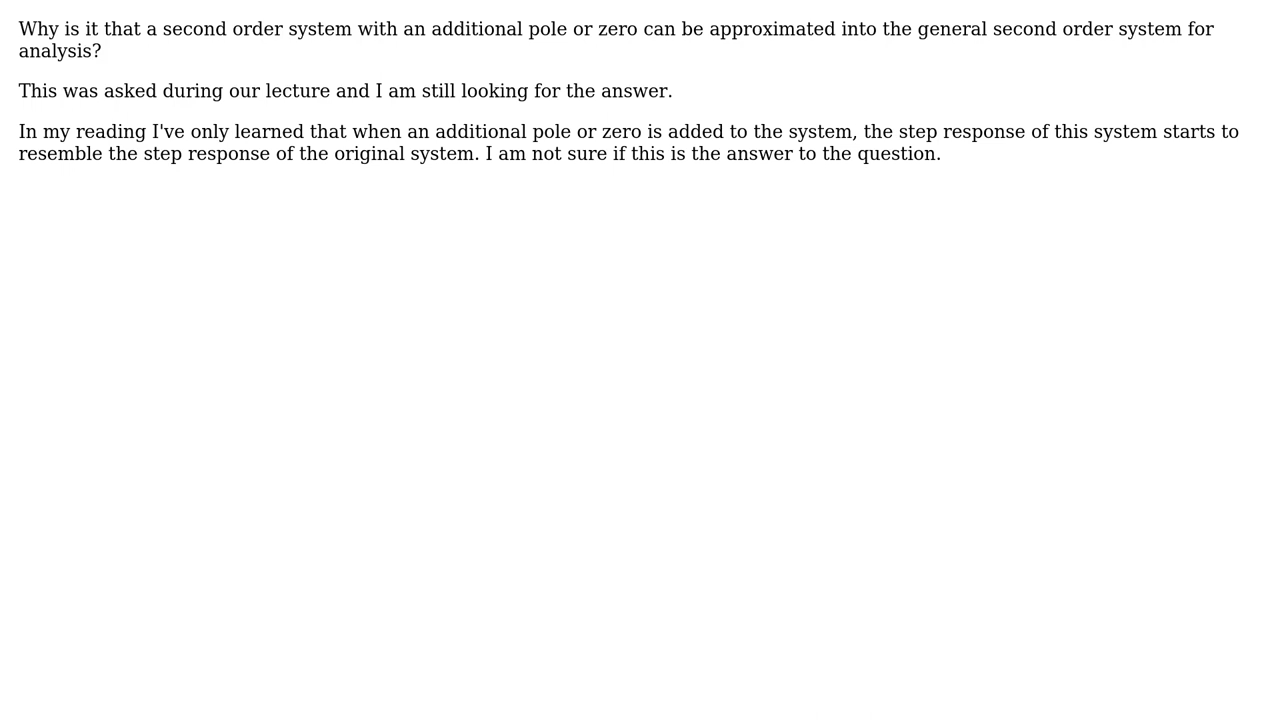 Why is it that a second order system with an additional pole or zero can be approximated into the general second order system for
analysis?
This was asked during our lecture and I am still looking for the answer.
In my reading I've only learned that when an additional pole or zero is added to the system, the step response of this system starts to
resemble the step response of the original system. I am not sure if this is the answer to the question.